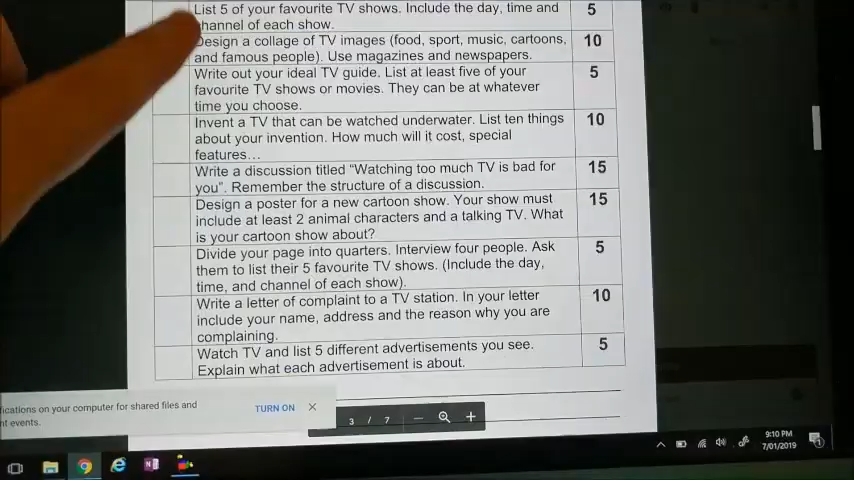 List 5 of your favourite TV shows. Include the day, time and
channel of each show.
5
Design a collage of TV images (food, sport, music, cartoons,
and famous people). Use magazines and newspapers.
10
Write out your ideal TV guide. List at least five of your
favourite TV shows or movies. They can be at whatever
time you choose.
5
Invent a TV that can be watched underwater. List ten things
about your invention. How much will it cost, special
features…
10
Write a discussion titled “Watching too much TV is bad for
you”. Remember the structure of a discussion.
15
Design a poster for a new cartoon show. Your show must
include at least 2 animal characters and a talking TV. What
is your cartoon show about?
15
Divide your page into quarters. Interview four people. Ask
them to list their 5 favourite TV shows. (Include the day,
time, and channel of each show).
5
Write a letter of complaint to a TV station. In your letter
include your name, address and the reason why you are
complaining.
10
Watch TV and list 5 different advertisements you see.
Explain what each advertisement is about.
5
ications on your computer for shared files and
nt events.
TURN ON
3 / 7
9:10 PM
7/01/2019